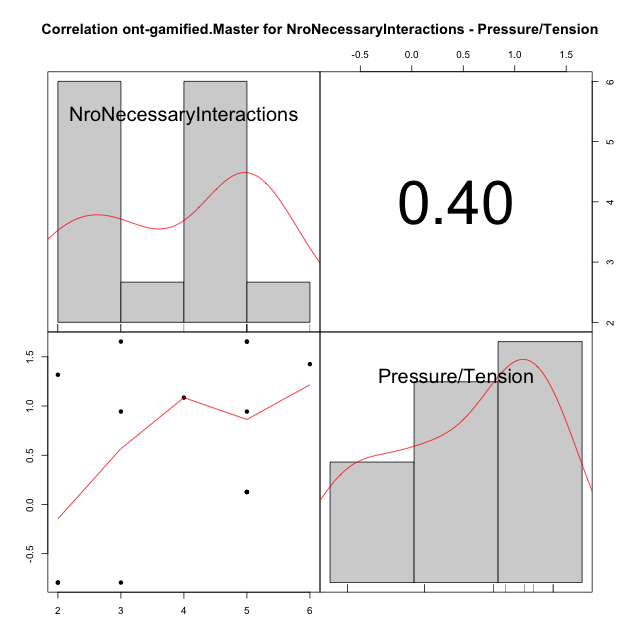 Correlation ont-gamified.Master for NroNecessaryInteractions - Pressure/Tension
-0.5 0.0 0.5 1.0 1.5
NroNecessaryInteractions
0.40
6
5
4
3
2
Pressure/Tension
1.5
1.0
0.5
0.0
-0.5
2 3 4 5 6